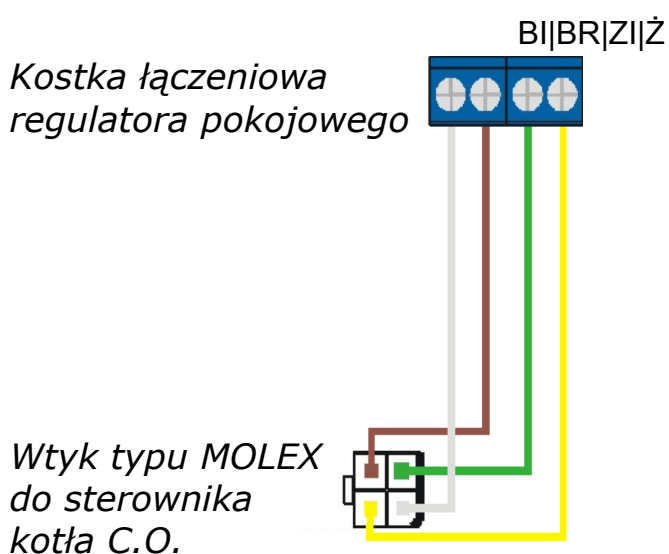 BI||BR|ZI||Ż
Kostka łączeniowa
regulatora pokojowego
Wtyk typu MOLEX
do sterownika
kotła C.O.